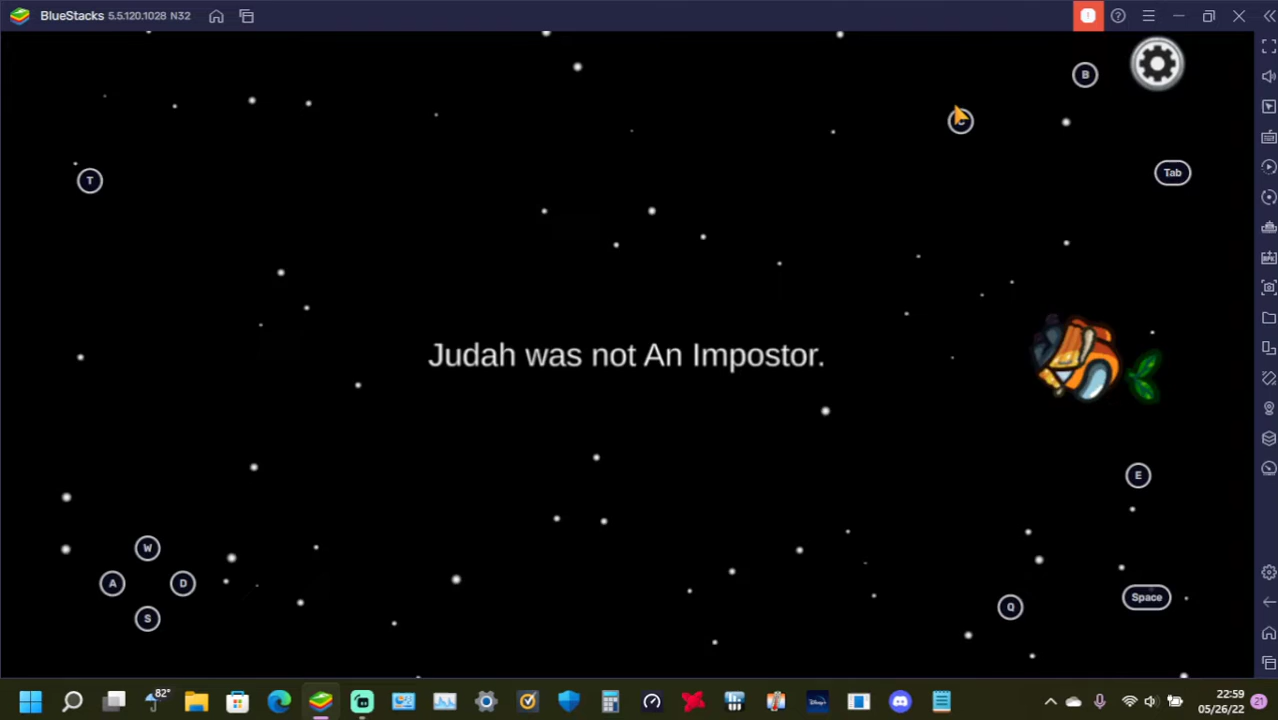 BlueStacks 5.5.120.1028 N32
B
C
T
Tab
Judah was not An Impostor.
E
W
A D
S
Q
Space
82°
22:59
05/26/22
21